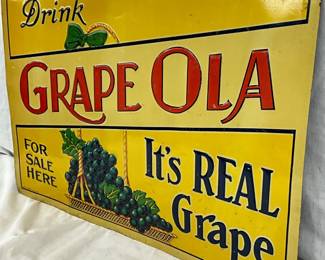 Drink
GRAPE OLA
FOR
SALE
HERE
It's REAL
Grape